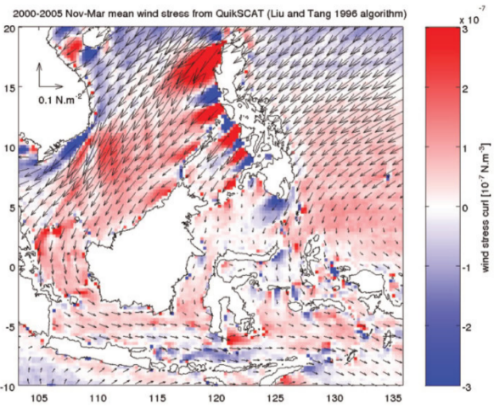 2000-2005 Nov-Mar mean wind stress from QuikSCAT (Liu and Tang 1996 algorithm)
x 10 -7
20
15
10
5
0
-5
-10
0.1 N.m -2
105 110 115 120 125 130 135
3
2
1
0
-1
-2
-3
wind stress curl [10 -7 N.m -3]